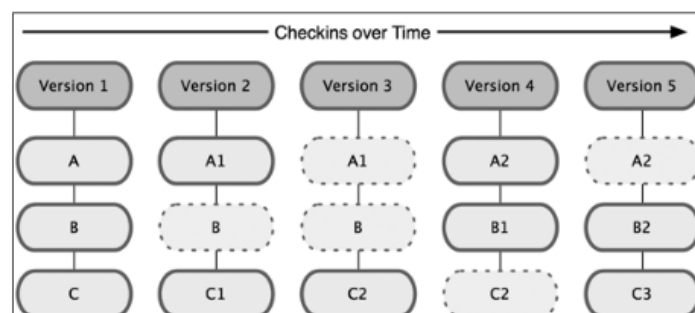 Checkins over Time
Version 1 Version 2 Version 3 Version 4 Version 5
A A1 A1 A2 A2
B B B B1 B2
C C1 C2 C2 C3